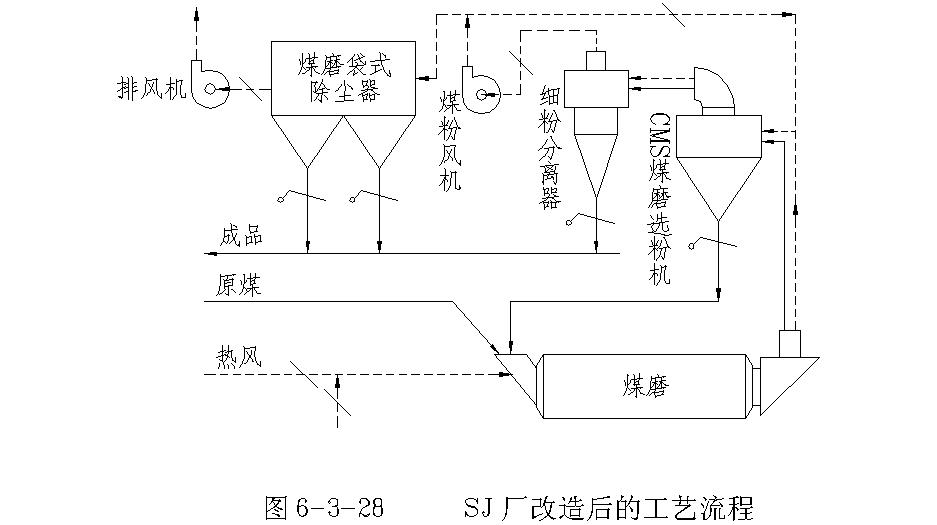 排风机
煤磨袋式
除尘器
煤粉风机
细粉分离器
CMS煤磨选粉机
成品
原煤
热风
煤磨
图6-3-28 SJ厂改造后的工艺流程